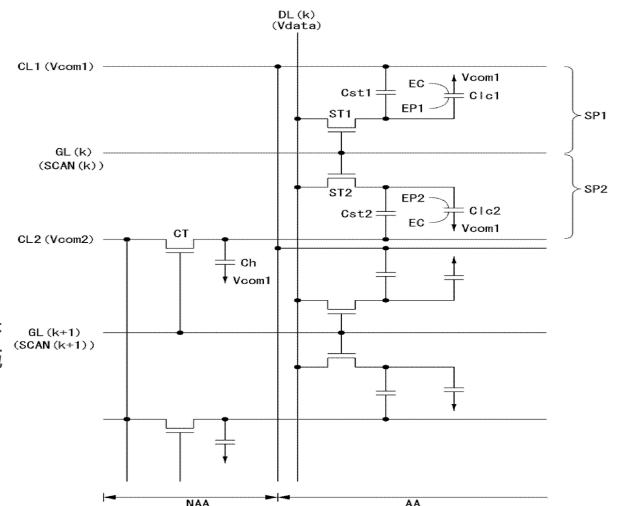 DL(k)
(Vdata)
CL1(Vcom1)
Cst1
EC
Vcom1
Clc1
EP1
ST1
SP1
GL(k)
(SCAN(k))
ST2
Cst2
EP2
Clc2
EC
Vcom1
SP2
CL2(Vcom2)
CT
Ch
Vcom1
GL(k+1)
(SCAN(k+1))
NAA
AA